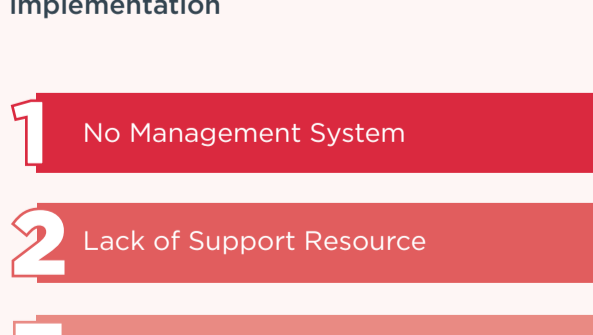 Implementation
1
No Management System
2
Lack of Support Resource